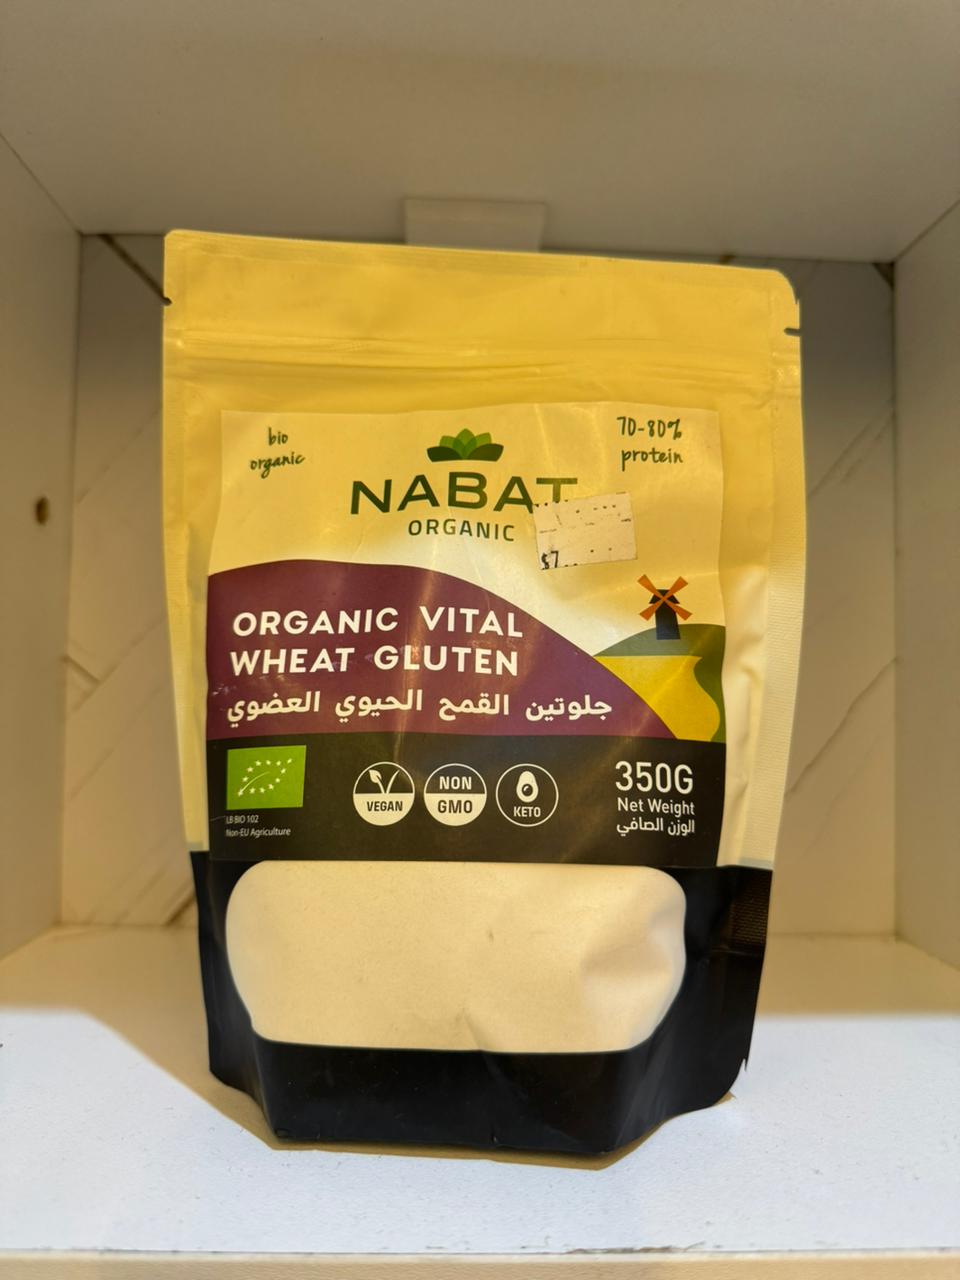 bio
organic
70-80%
protein
NABAT
ORGANIC
$7
ORGANIC VITAL
WHEAT GLUTEN
جلوتين القمح الحيوي العضوي
LB BIO 102
Non-EU Agriculture
VEGAN
NON
GMO
KETO
350G
Net Weight
الوزن الصافي